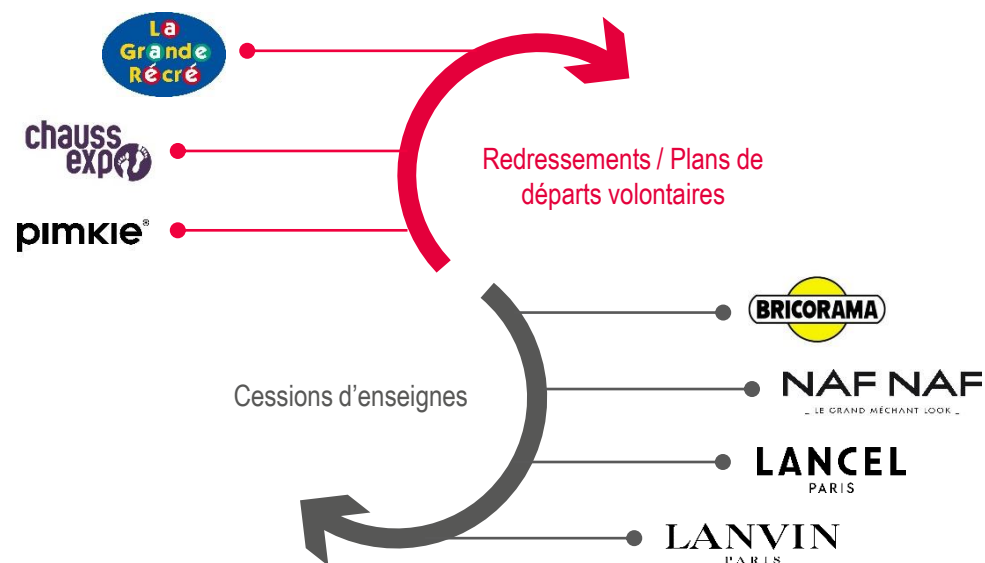 La
Grande
Récré
chauss
expo
pimkie®
Redressements / Plans de
départs volontaires
BRICORAMA
NAF NAF
_ LE GRAND MÉCHANT LOOK _
Cessions d’enseignes
LANCEL
PARIS
LANVIN
PARIS